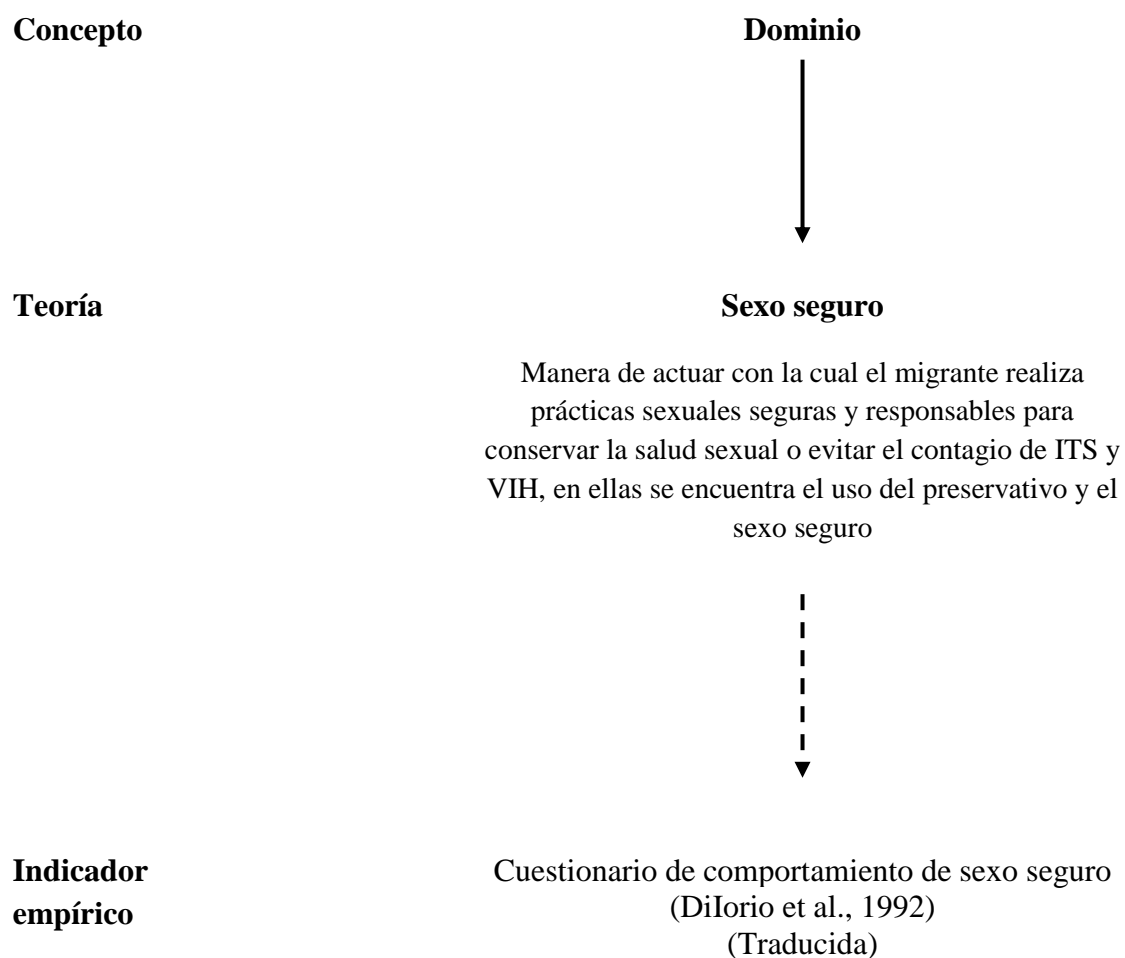 Concepto
Dominio
Teoría
Sexo seguro
Manera de actuar con la cual el migrante realiza
prácticas sexuales seguras y responsables para
conservar la salud sexual o evitar el contagio de ITS y
VIH, en ellas se encuentra el uso del preservativo y el
sexo seguro
Indicador
empírico
Cuestionario de comportamiento de sexo seguro
(DiIorio et al., 1992)
(Traducida)